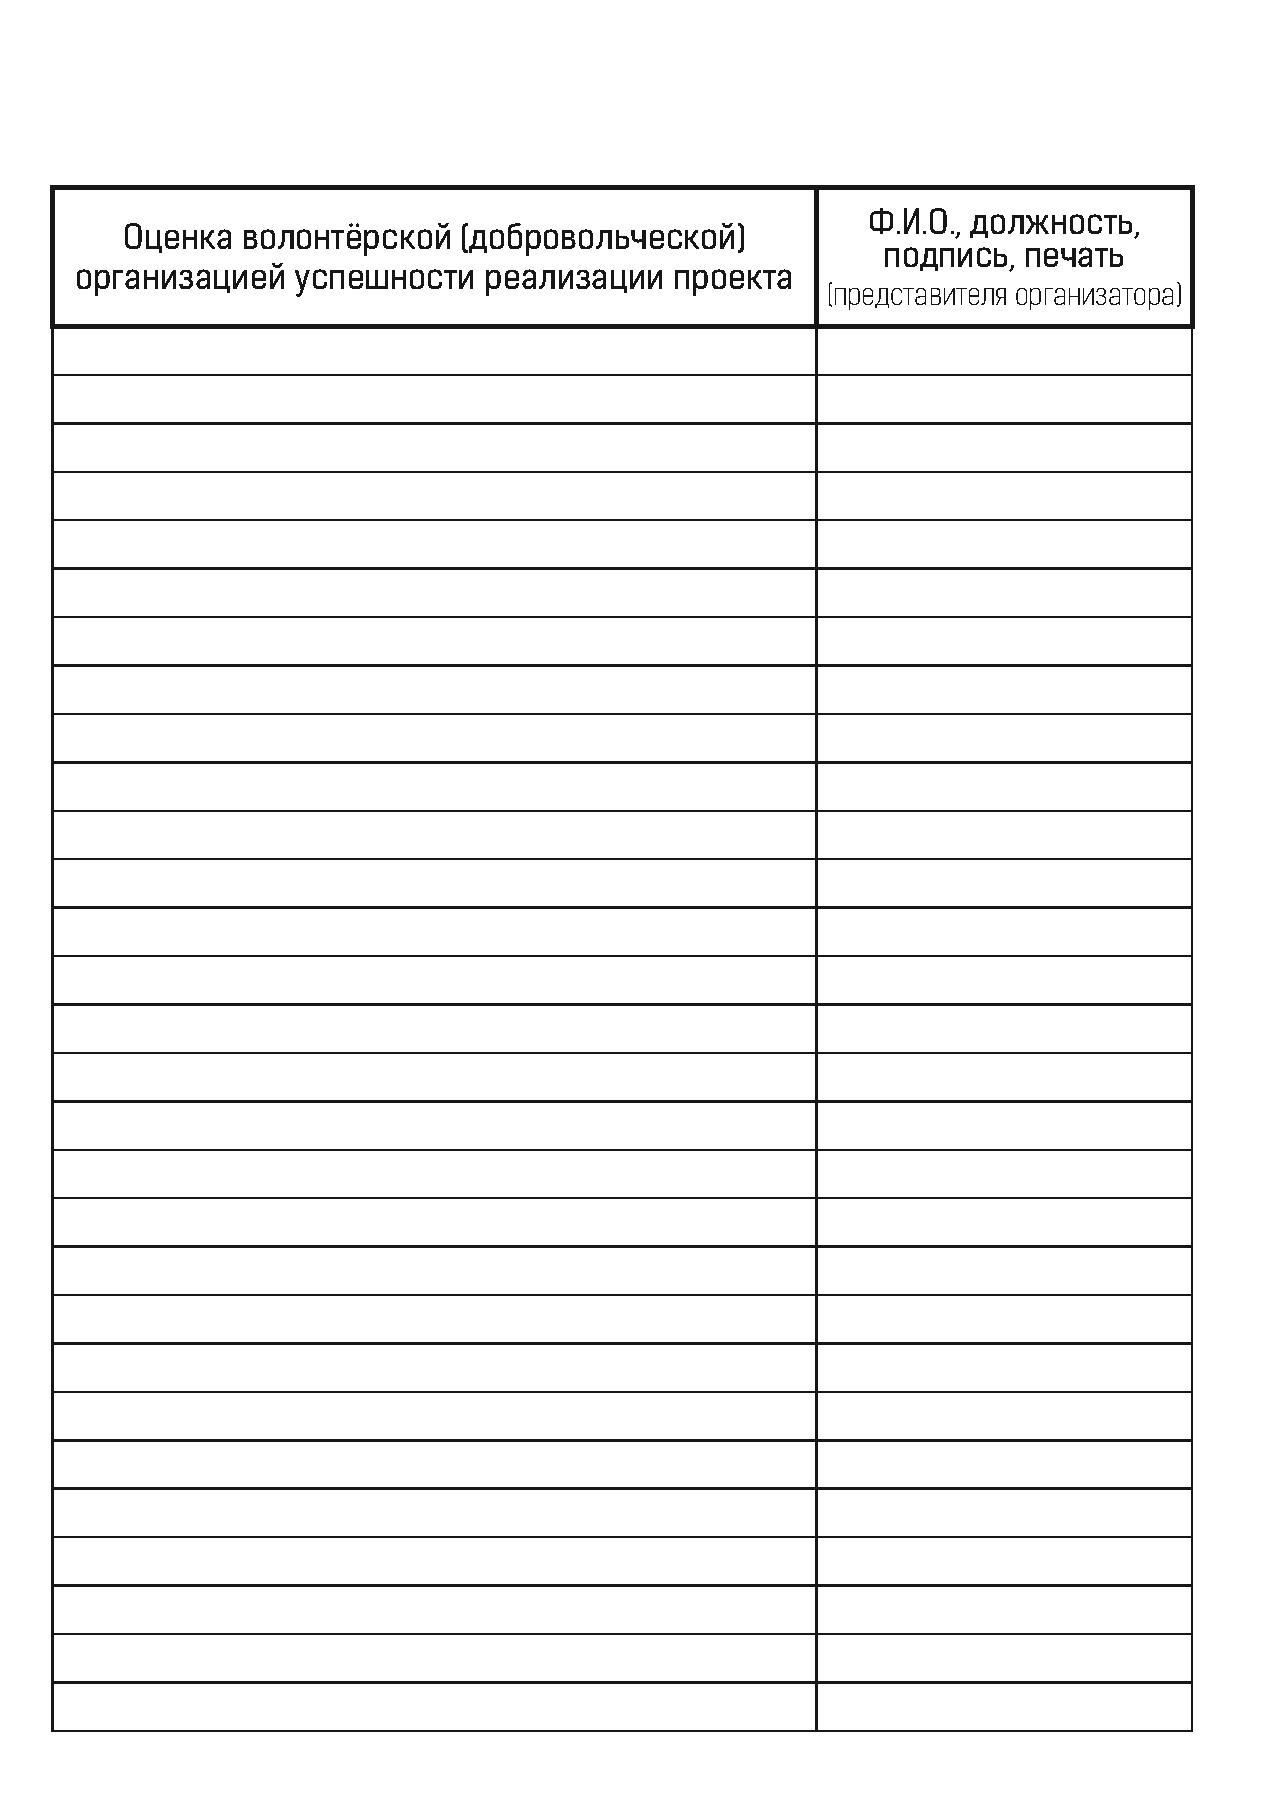 Оценка волонтёрской (добровольческой)
организацией успешности реализации проекта
Ф.И.О., должность,
подпись, печать
(представителя организатора)